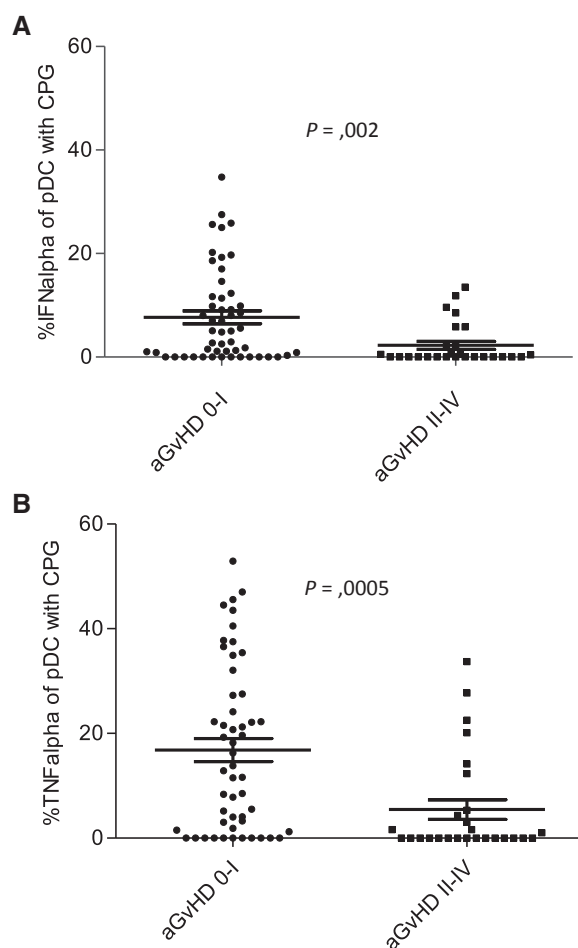 A
60
40
20
0
%IFNalpha of pDC with CPG
P = ,002
aGvHD 0-I
aGvHD II-IV
B
60
40
20
0
%TNFalpha of pDC with CPG
P = ,0005
aGvHD 0-I
aGvHD II-IV